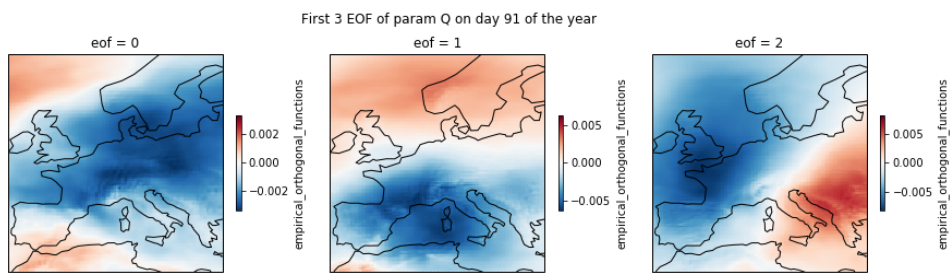 First 3 EOF of param Q on day 91 of the year
eof = 0
0.002
0.000
−0.002
empirical_orthogonal_functions
eof = 1
0.005
0.000
−0.005
empirical_orthogonal_functions
eof = 2
0.005
0.000
−0.005
empirical_orthogonal_functions